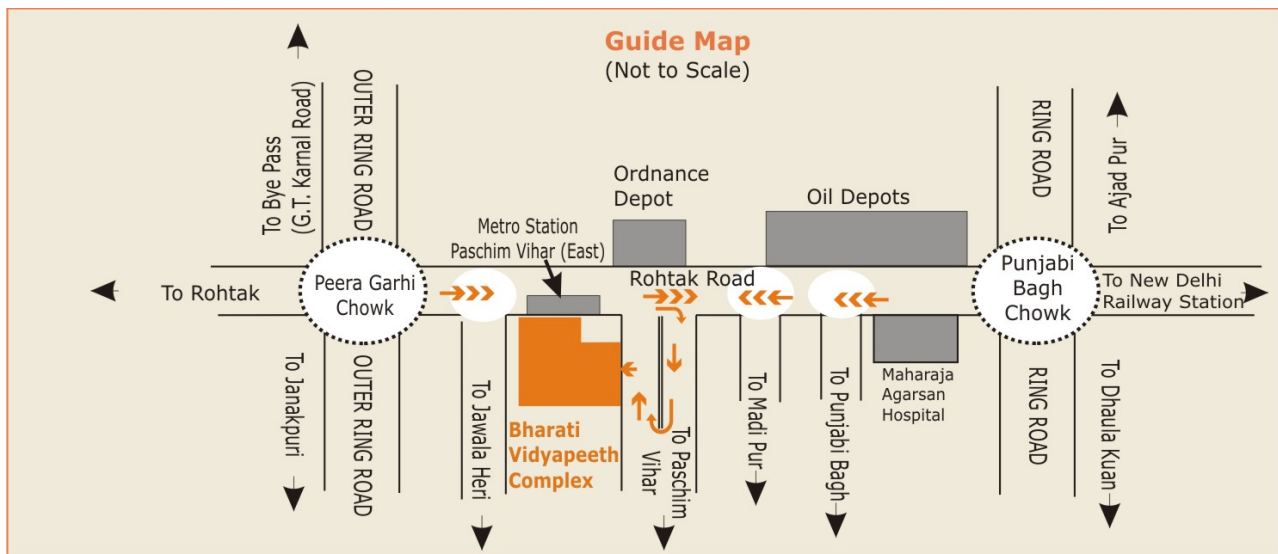 Guide Map
(Not to Scale)
To Bye Pass
(G.T. Karnal Road)
OUTER RING ROAD
Ordnance
Depot
Oil Depots
RING ROAD
To Ajad Pur
Metro Station
Paschim Vihar (East)
To Rohtak
Peera Garhi
Chowk
Rohtak Road
Punjabi
Bagh
Chowk
To New Delhi
Railway Station
To Janakpuri
OUTER RING ROAD
To Jawala Heri
Bharati
Vidyapeeth
Complex
To Paschim
Vihar
To Madi Pur
To Punjabi Bagh
Maharaja
Agarsan
Hospital
RING ROAD
To Dhaula Kuan